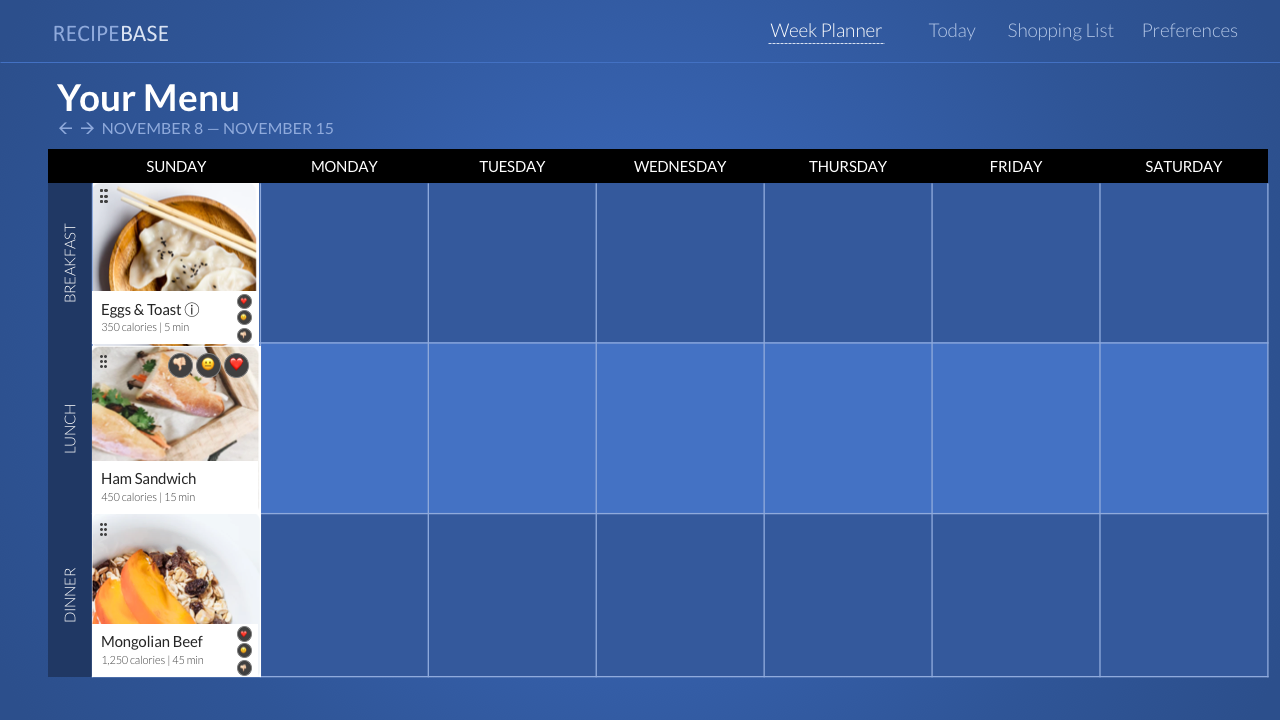 RECIPEBASE
Week Planner Today Shopping List Preferences
Your Menu
← → NOVEMBER 8 — NOVEMBER 15
SUNDAY MONDAY TUESDAY WEDNESDAY THURSDAY FRIDAY SATURDAY
BREAKFAST
Eggs & Toast ⓘ
350 calories | 5 min
LUNCH
Ham Sandwich
450 calories | 15 min
DINNER
Mongolian Beef
1,250 calories | 45 min